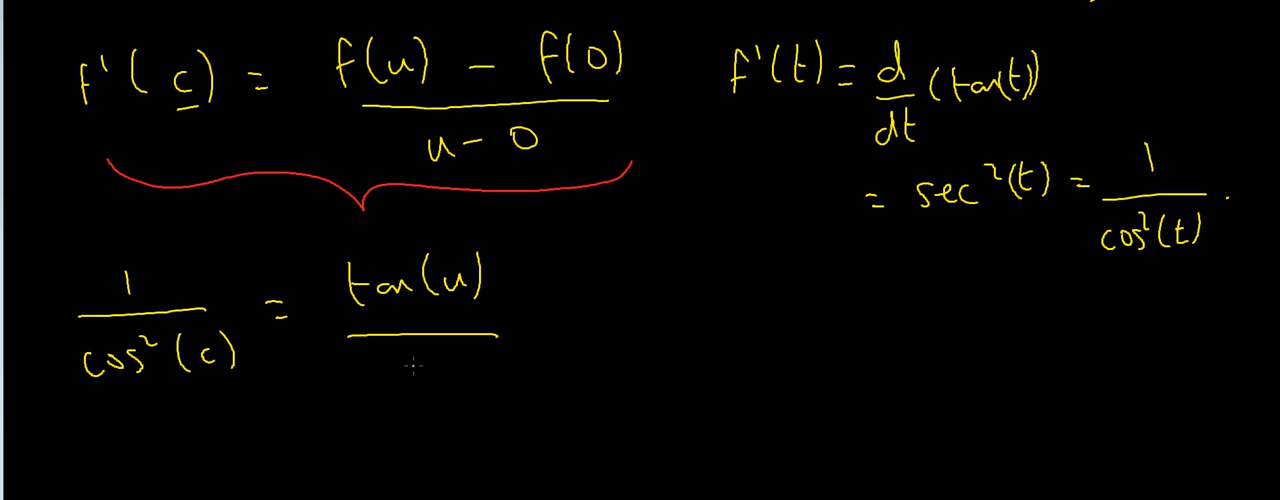 f'(c) = f(u) - f(0) / u - 0
f'(t) = d/dt (tan(t))
= sec²(t) = 1 / cos²(t) .
1 / cos²(c) = tan(u) /